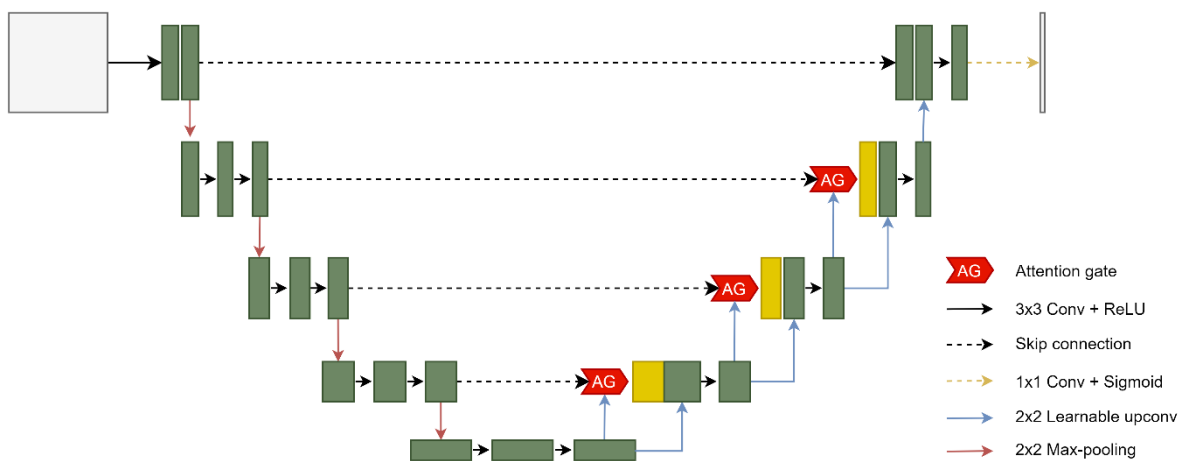 AG
AG
AG
AG Attention gate
3x3 Conv + ReLU
Skip connection
1x1 Conv + Sigmoid
2x2 Learnable upconv
2x2 Max-pooling